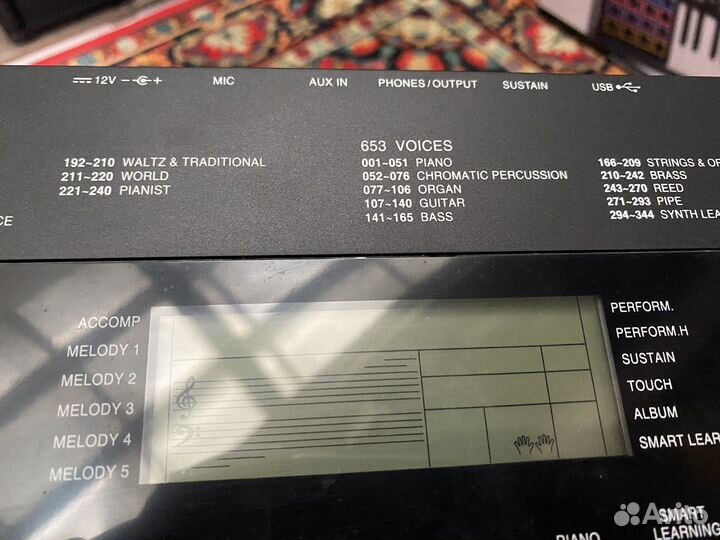 12V − +
MIC
AUX IN
PHONES/OUTPUT
SUSTAIN
USB
192~210 WALTZ & TRADITIONAL
211~220 WORLD
221~240 PIANIST
653 VOICES
001~051 PIANO
052~076 CHROMATIC PERCUSSION
077~106 ORGAN
107~140 GUITAR
141~165 BASS
166~209 STRINGS & OR
210~242 BRASS
243~270 REED
271~293 PIPE
294~344 SYNTH LEA
CE
ACCOMP
MELODY 1
MELODY 2
MELODY 3
MELODY 4
MELODY 5
PERFORM.
PERFORM.H
SUSTAIN
TOUCH
ALBUM
SMART LEAR
PIANO
SMART
LEARNING
Avito